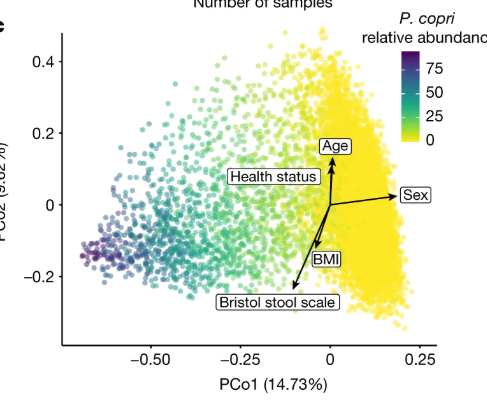 Number of samples
P. copri
relative abundanc
75
50
25
0
0.4
0.2
0
−0.2
Age
Health status
Sex
BMI
Bristol stool scale
−0.50
−0.25
0
0.25
PCo1 (14.73%)